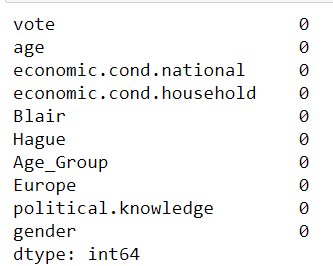 vote 0
age 0
economic.cond.national 0
economic.cond.household 0
Blair 0
Hague 0
Age_Group 0
Europe 0
political.knowledge 0
gender 0
dtype: int64